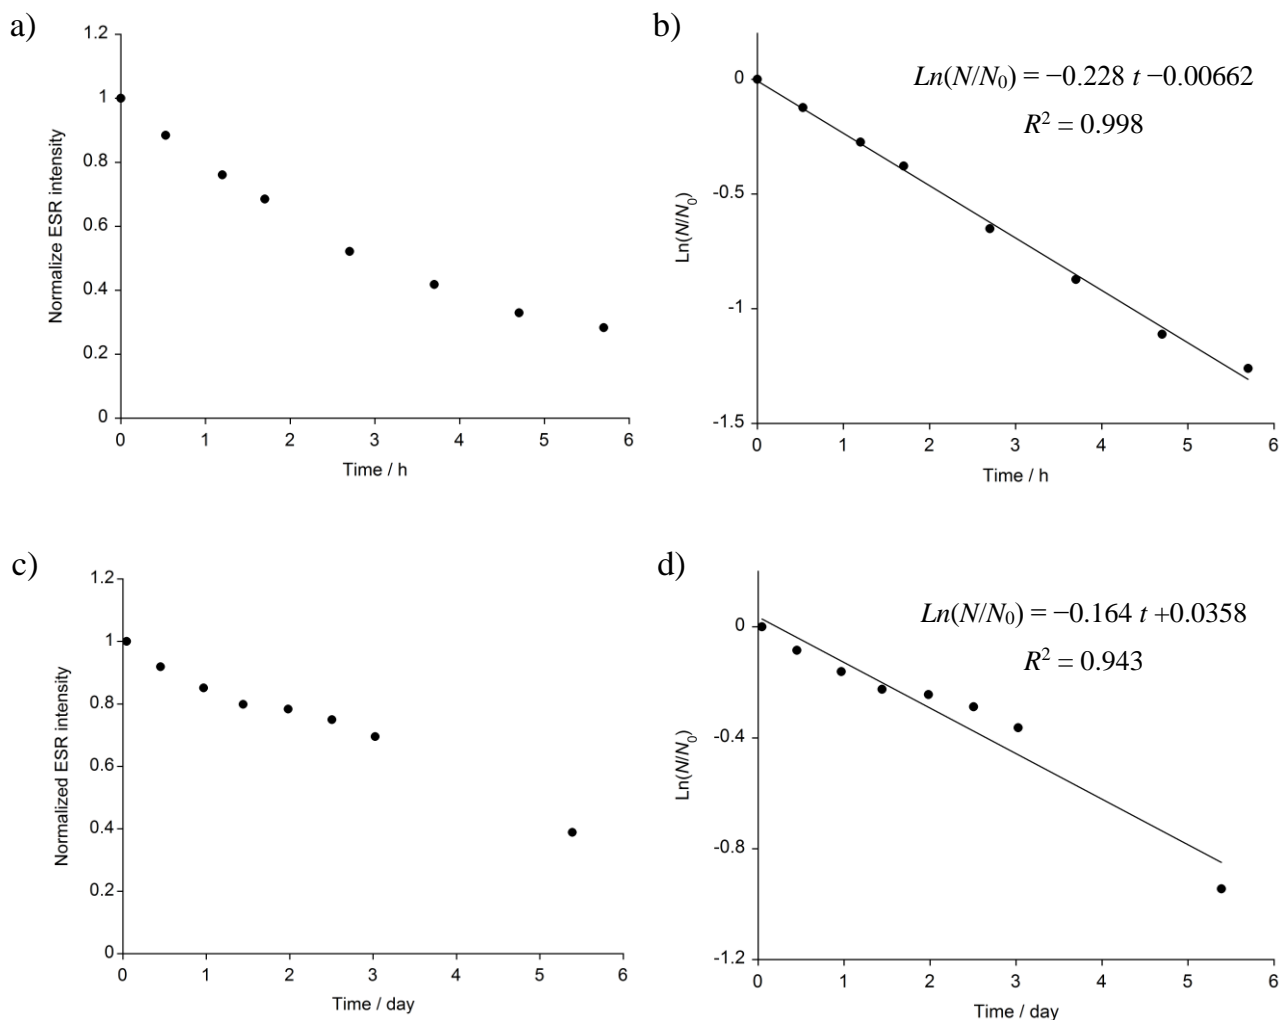 a)
1.2
1
0.8
0.6
0.4
0.2
0
0 1 2 3 4 5 6
Time / h
Normalize ESR intensity
b)
Ln(N/N₀) = −0.228 t −0.00662
R² = 0.998
0
-0.5
-1
-1.5
0 1 2 3 4 5 6
Time / h
Ln(N/N₀)
c)
1.2
1
0.8
0.6
0.4
0.2
0
0 1 2 3 4 5 6
Time / day
Normalized ESR intensity
d)
Ln(N/N₀) = −0.164 t +0.0358
R² = 0.943
0
-0.4
-0.8
-1.2
0 1 2 3 4 5 6
Time / day
Ln(N/N₀)